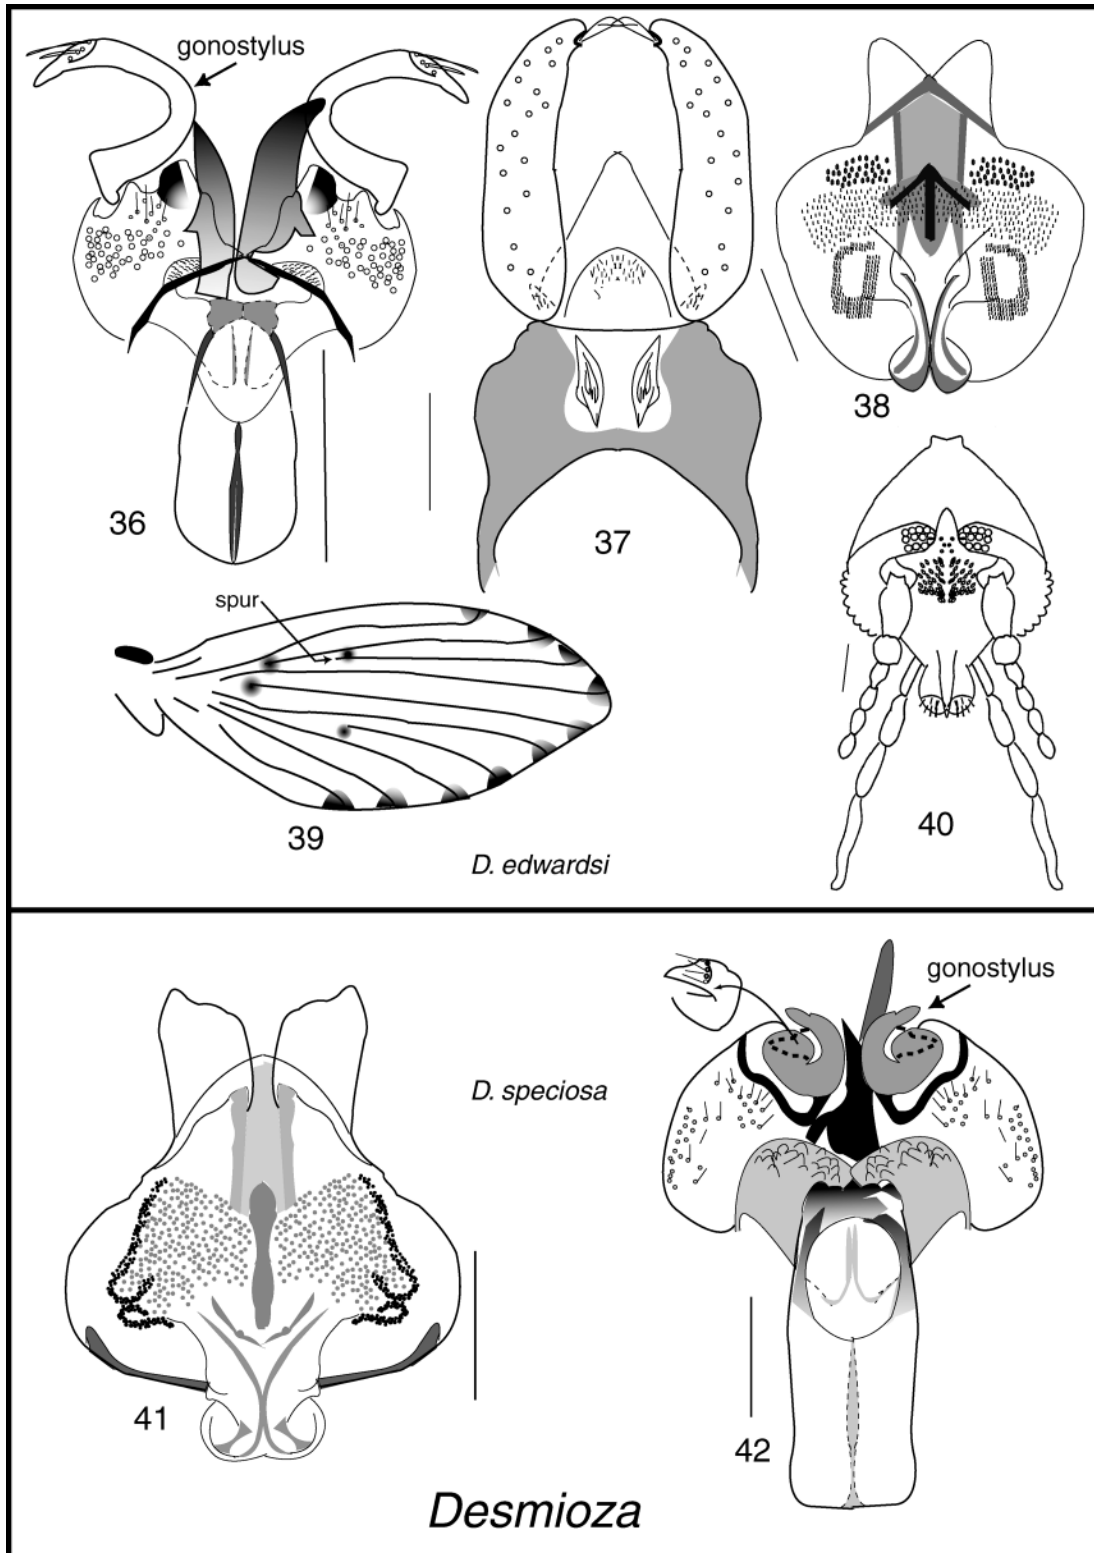 gonostylus
36
37
38
spur
39
40
D. edwardsi
gonostylus
D. speciosa
41
42
Desmioza